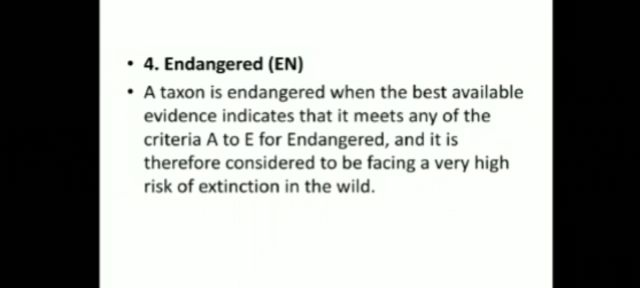 • 4. Endangered (EN)
• A taxon is endangered when the best available
evidence indicates that it meets any of the
criteria A to E for Endangered, and it is
therefore considered to be facing a very high
risk of extinction in the wild.